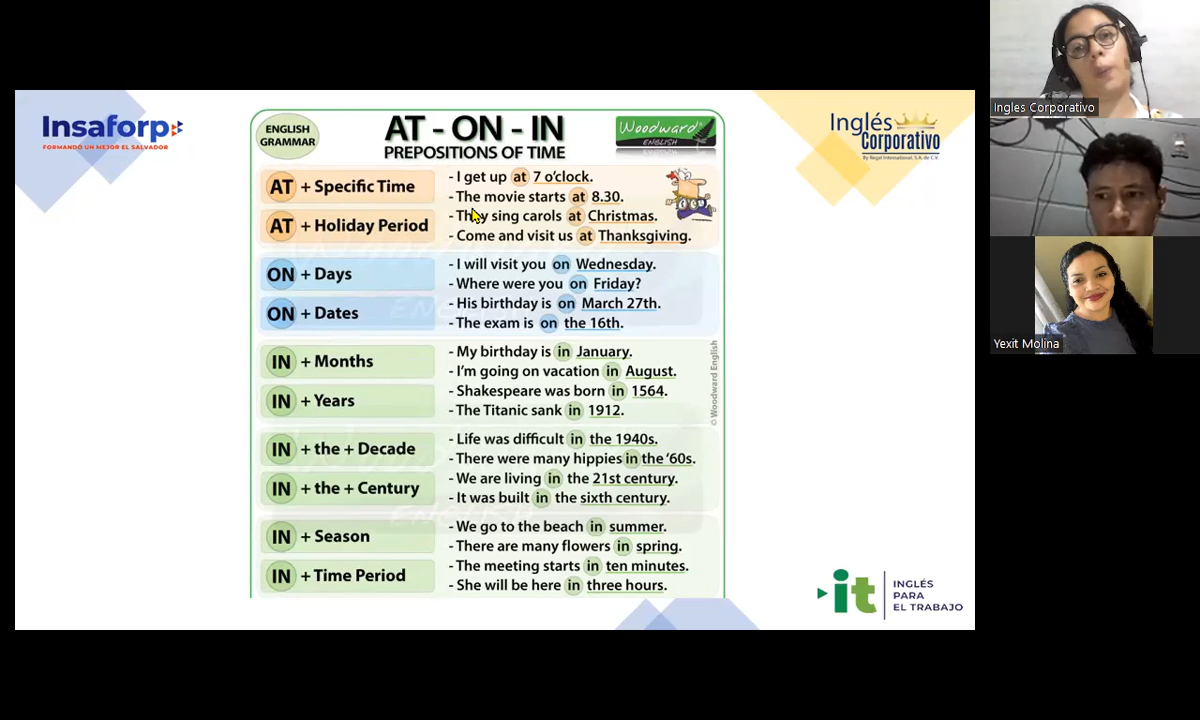 Insaforp
FORMANDO UN MEJOR EL SALVADOR
ENGLISH
GRAMMAR
AT - ON - IN
PREPOSITIONS OF TIME
Woodward
ENGLISH
Inglés
Corporativo
By Regal International, S.A. de C.V.
AT + Specific Time
- I get up at 7 o'clock.
- The movie starts at 8.30.
AT + Holiday Period
- They sing carols at Christmas.
- Come and visit us at Thanksgiving.
ON + Days
- I will visit you on Wednesday.
- Where were you on Friday?
ON + Dates
- His birthday is on March 27th.
- The exam is on the 16th.
IN + Months
- My birthday is in January.
- I'm going on vacation in August.
IN + Years
- Shakespeare was born in 1564.
- The Titanic sank in 1912.
IN + the + Decade
- Life was difficult in the 1940s.
- There were many hippies in the '60s.
IN + the + Century
- We are living in the 21st century.
- It was built in the sixth century.
IN + Season
- We go to the beach in summer.
- There are many flowers in spring.
IN + Time Period
- The meeting starts in ten minutes.
- She will be here in three hours.
© Woodward English
it
INGLÉS
PARA
EL TRABAJO
Ingles Corporativo
Yexit Molina